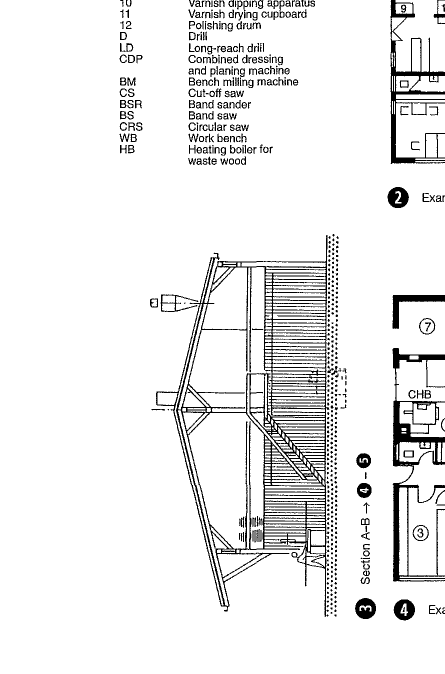 10 Varnish dipping apparatus
11 Varnish drying cupboard
12 Polishing drum
D Drill
LD Long-reach drill
CDP Combined dressing
and planing machine
BM Bench milling machine
CS Cut-off saw
BSR Band sander
BS Band saw
CRS Circular saw
WB Work bench
HB Heating boiler for
waste wood
9
2 Exa
7
CHB
3
3 Section A–B → 4 – 5
4 Exa